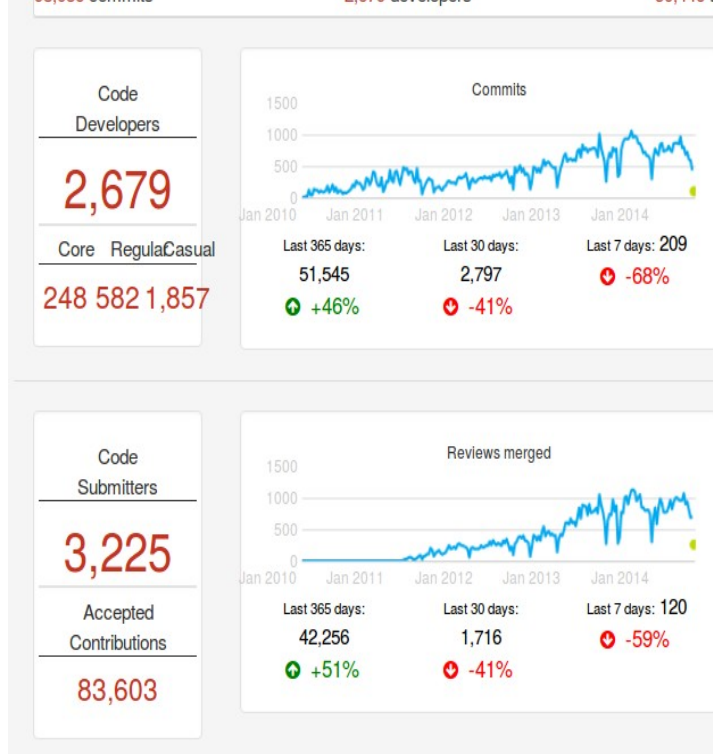 commits
developers
Code
Developers
2,679
Core Regular Casual
248 582 1,857
Commits
1500
1000
500
0
Jan 2010 Jan 2011 Jan 2012 Jan 2013 Jan 2014
Last 365 days: Last 30 days: Last 7 days: 209
51,545 2,797 -68%
+46% -41%
Code
Submitters
3,225
Accepted
Contributions
83,603
Reviews merged
1500
1000
500
0
Jan 2010 Jan 2011 Jan 2012 Jan 2013 Jan 2014
Last 365 days: Last 30 days: Last 7 days: 120
42,256 1,716 -59%
+51% -41%